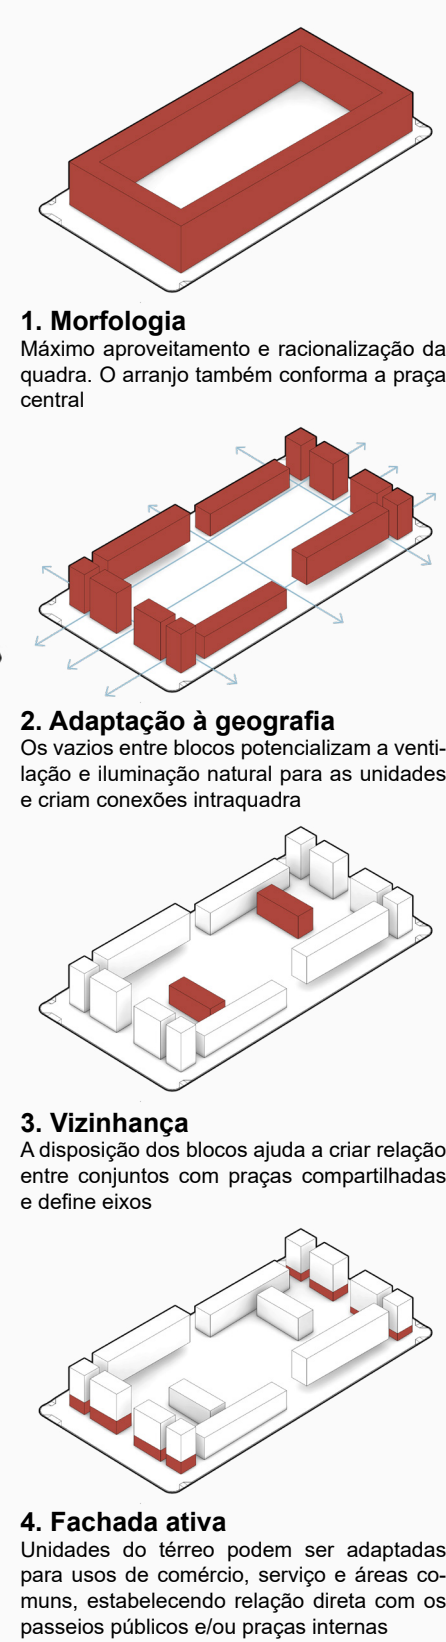 1. Morfologia
Máximo aproveitamento e racionalização da
quadra. O arranjo também conforma a praça
central
2. Adaptação à geografia
Os vazios entre blocos potencializam a venti-
lação e iluminação natural para as unidades
e criam conexões intraquadra
3. Vizinhança
A disposição dos blocos ajuda a criar relação
entre conjuntos com praças compartilhadas
e define eixos
4. Fachada ativa
Unidades do térreo podem ser adaptadas
para usos de comércio, serviço e áreas co-
muns, estabelecendo relação direta com os
passeios públicos e/ou praças internas